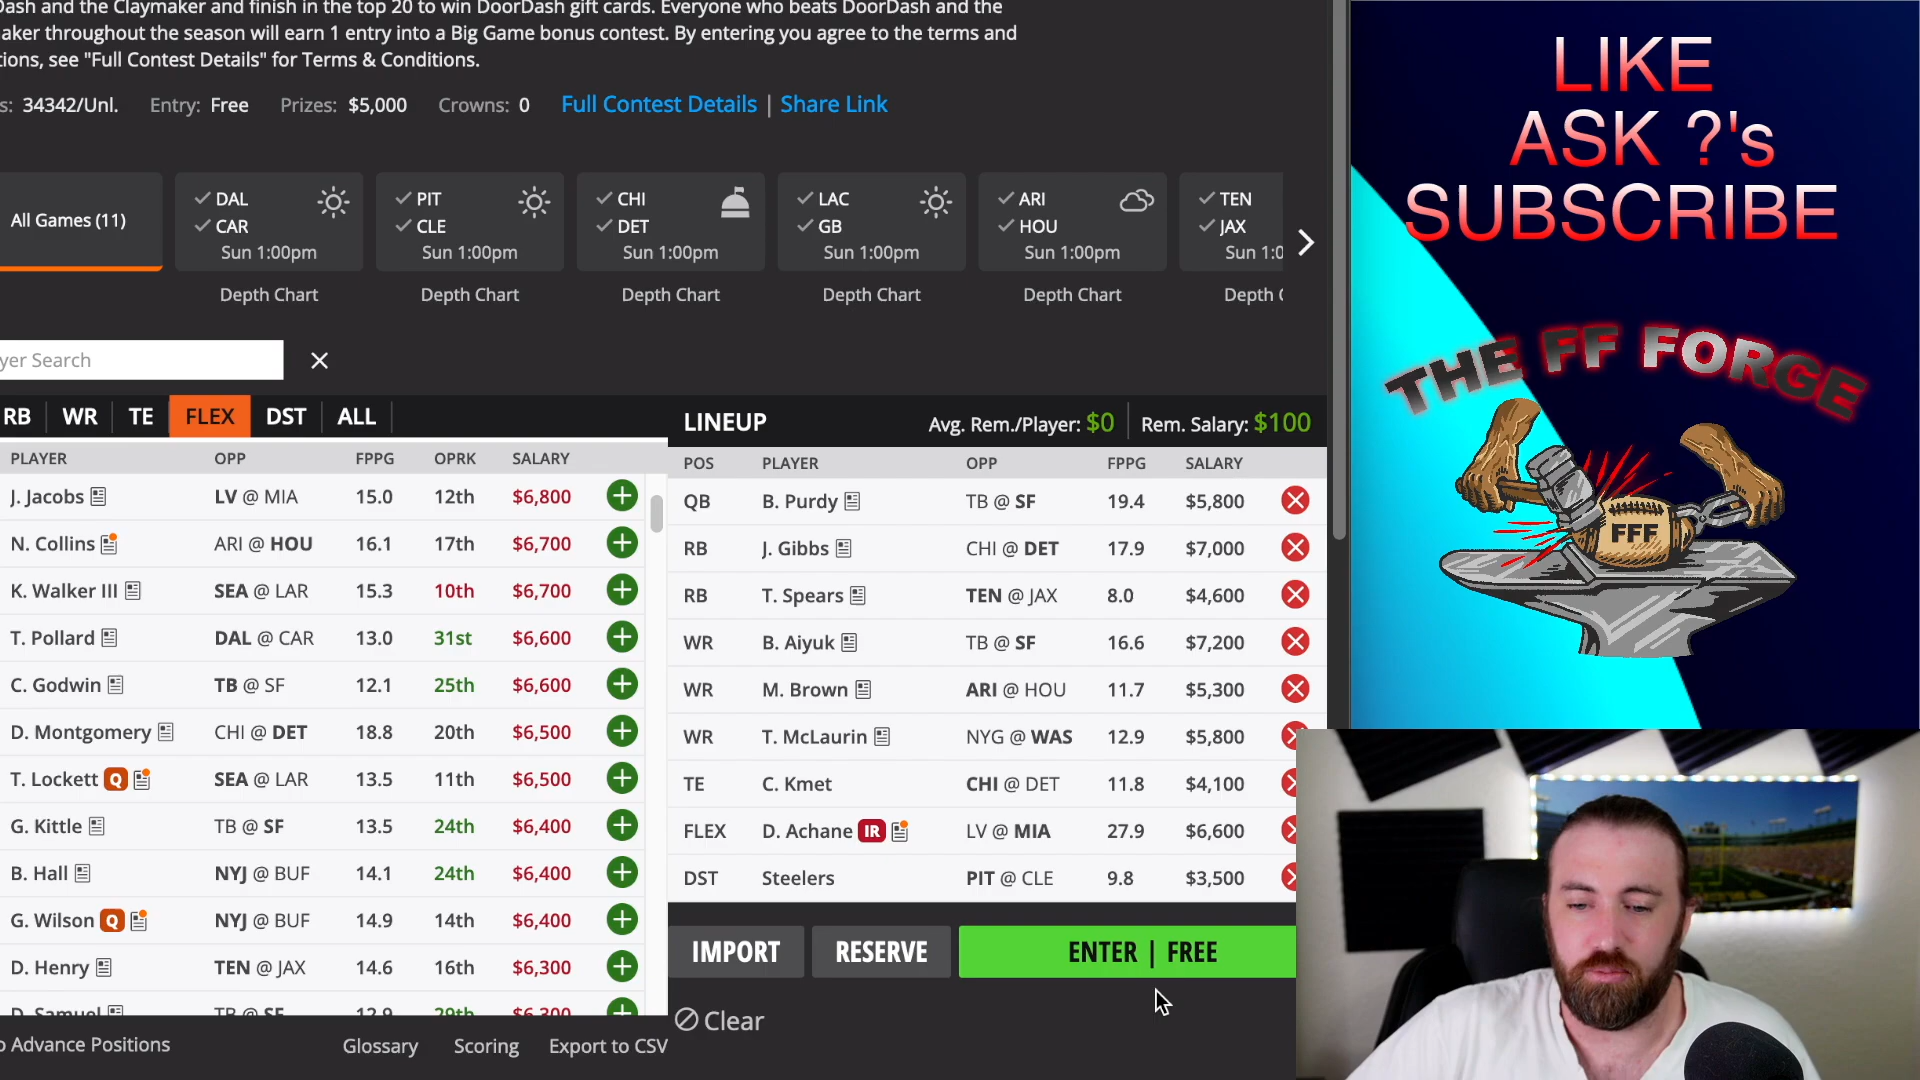 Dash and the Claymaker and finish in the top 20 to win DoorDash gift cards. Everyone who beats DoorDash and the
aker throughout the season will earn 1 entry into a Big Game bonus contest. By entering you agree to the terms and
tions, see "Full Contest Details" for Terms & Conditions.
s: 34342/Unl. Entry: Free Prizes: $5,000 Crowns: 0 Full Contest Details | Share Link
All Games (11)
DAL
CAR
Sun 1:00pm
Depth Chart
PIT
CLE
Sun 1:00pm
Depth Chart
CHI
DET
Sun 1:00pm
Depth Chart
LAC
GB
Sun 1:00pm
Depth Chart
ARI
HOU
Sun 1:00pm
Depth Chart
TEN
JAX
Sun 1:0
Depth C
yer Search
RB WR TE FLEX DST ALL
PLAYER OPP FPPG OPRK SALARY
J. Jacobs LV @ MIA 15.0 12th $6,800
N. Collins ARI @ HOU 16.1 17th $6,700
K. Walker III SEA @ LAR 15.3 10th $6,700
T. Pollard DAL @ CAR 13.0 31st $6,600
C. Godwin TB @ SF 12.1 25th $6,600
D. Montgomery CHI @ DET 18.8 20th $6,500
T. Lockett Q SEA @ LAR 13.5 11th $6,500
G. Kittle TB @ SF 13.5 24th $6,400
B. Hall NYJ @ BUF 14.1 24th $6,400
G. Wilson Q NYJ @ BUF 14.9 14th $6,400
D. Henry TEN @ JAX 14.6 16th $6,300
D. Samuel TB @ SF 12.9 29th $6,300
o Advance Positions Glossary Scoring Export to CSV
LINEUP Avg. Rem./Player: $0 Rem. Salary: $100
POS PLAYER OPP FPPG SALARY
QB B. Purdy TB @ SF 19.4 $5,800
RB J. Gibbs CHI @ DET 17.9 $7,000
RB T. Spears TEN @ JAX 8.0 $4,600
WR B. Aiyuk TB @ SF 16.6 $7,200
WR M. Brown ARI @ HOU 11.7 $5,300
WR T. McLaurin NYG @ WAS 12.9 $5,800
TE C. Kmet CHI @ DET 11.8 $4,100
FLEX D. Achane IR LV @ MIA 27.9 $6,600
DST Steelers PIT @ CLE 9.8 $3,500
IMPORT RESERVE ENTER | FREE
Clear
LIKE
ASK ?'s
SUBSCRIBE
THE FF FORGE
FFF